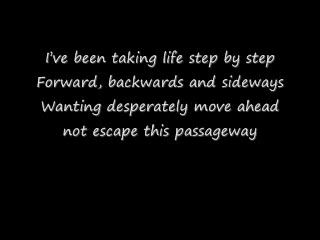 I've been taking life step by step
Forward, backwards and sideways
Wanting desperately move ahead
not escape this passageway